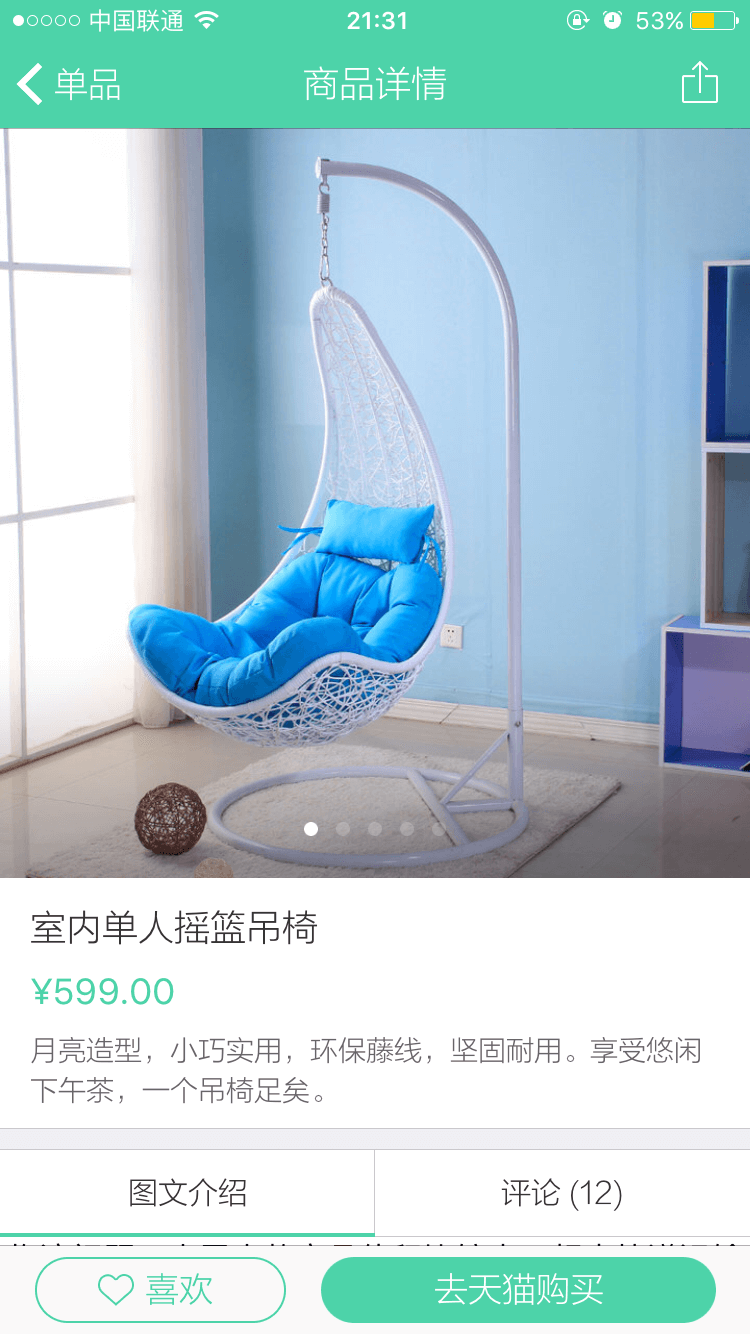 中国联通 21:31 53%
单品 商品详情
室内单人摇篮吊椅
¥599.00
月亮造型，小巧实用，环保藤线，坚固耐用。享受悠闲
下午茶，一个吊椅足矣。
图文介绍 评论 (12)
喜欢 去天猫购买